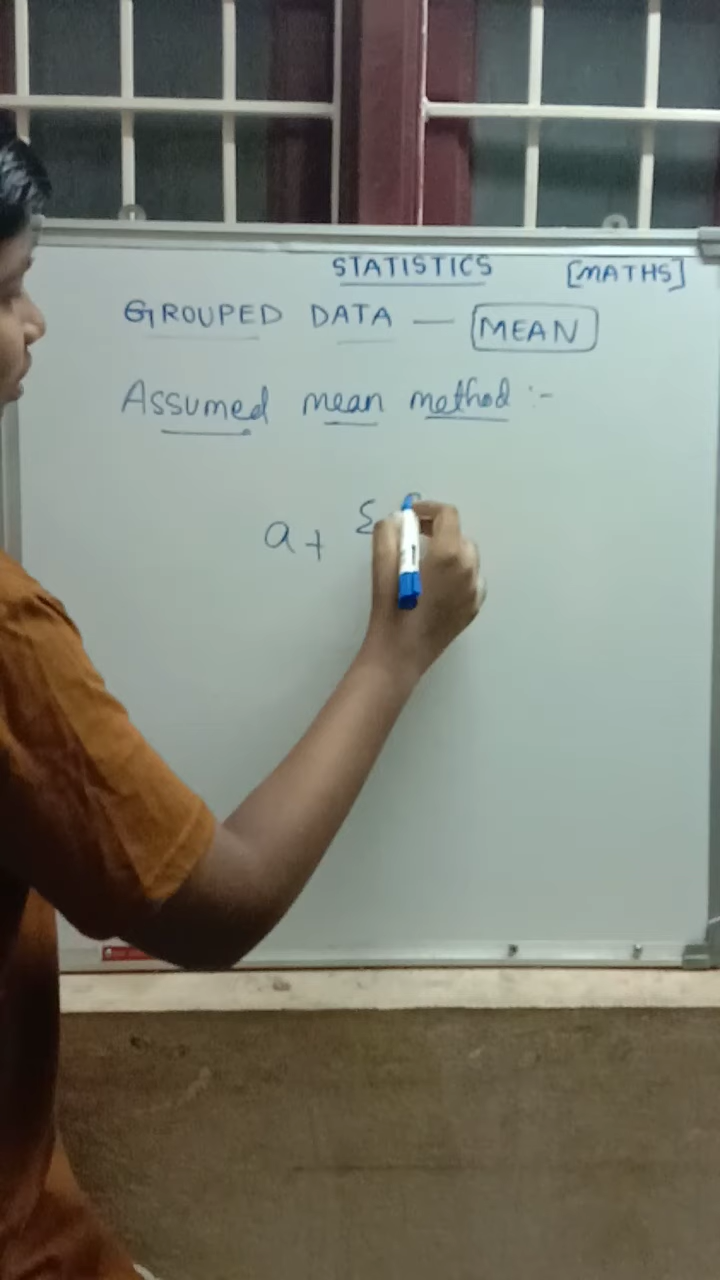 STATISTICS [MATHS]
GROUPED DATA — MEAN
Assumed mean method :-
a + Σ